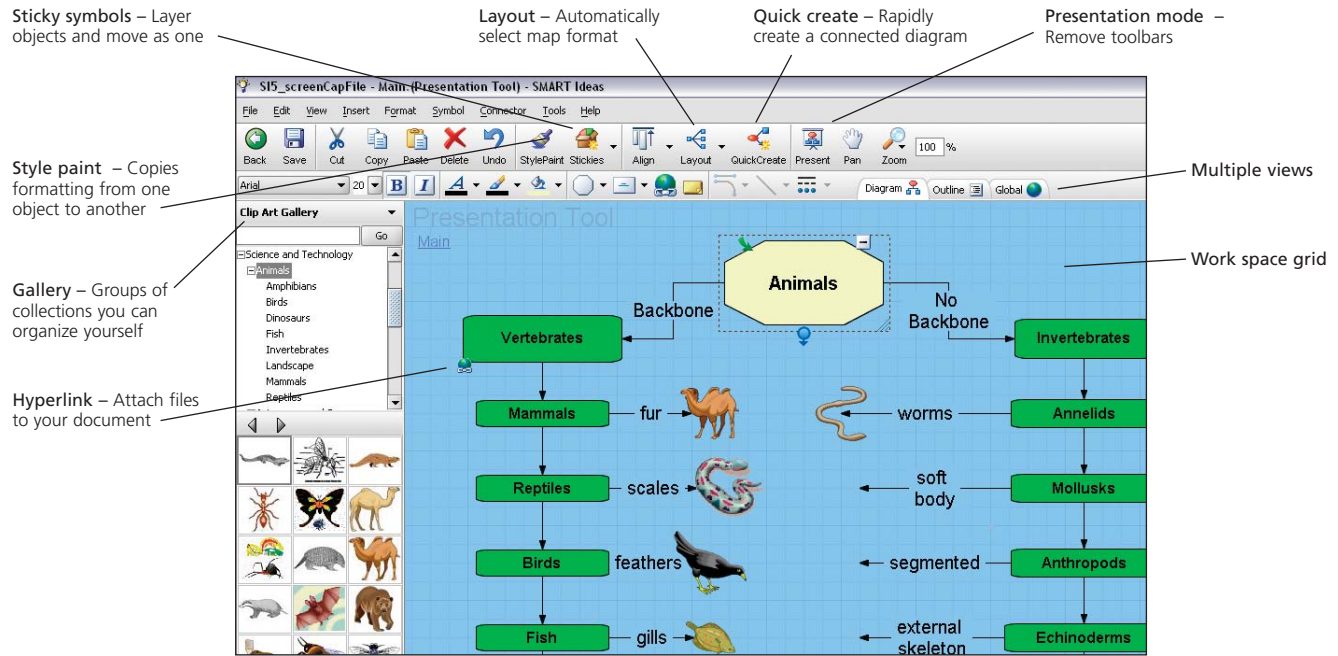 Sticky symbols – Layer
objects and move as one
Layout – Automatically
select map format
Quick create – Rapidly
create a connected diagram
Presentation mode –
Remove toolbars
SI5_screenCapFile - Main.(Presentation Tool) - SMART Ideas
File Edit View Insert Format Symbol Connector Tools Help
Back Save Cut Copy Paste Delete Undo StylePaint Stickies Align Layout QuickCreate Present Pan Zoom 100 %
Style paint – Copies
formatting from one
object to another
Arial 20 B I A Diagram Outline Global
Multiple views
Clip Art Gallery
Go
Presentation Tool
Main
Science and Technology
Animals
Amphibians
Birds
Dinosaurs
Fish
Invertebrates
Landscape
Mammals
Reptiles
Gallery – Groups of
collections you can
organize yourself
Work space grid
Hyperlink – Attach files
to your document
Animals
Backbone
No
Backbone
Vertebrates
Invertebrates
Mammals fur worms Annelids
Reptiles scales soft
body Mollusks
Birds feathers segmented Anthropods
Fish gills external
skeleton Echinoderms